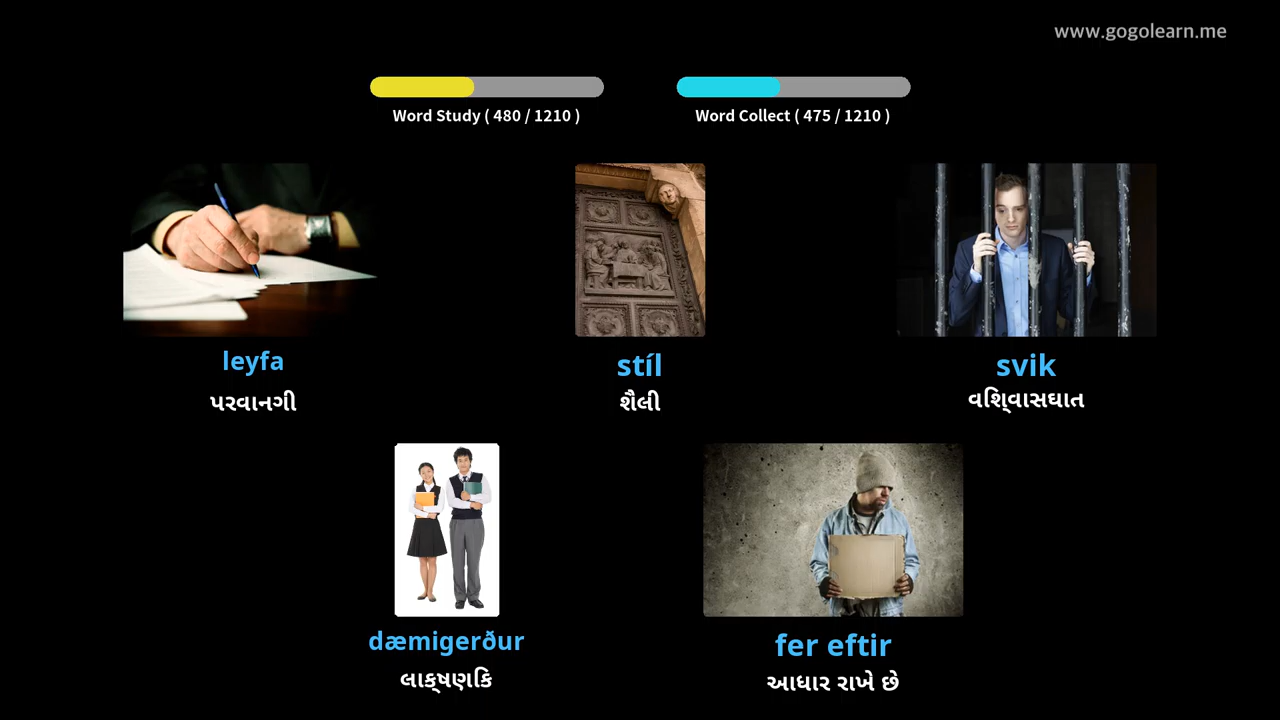 www.gogolearn.me
Word Study ( 480 / 1210 )
Word Collect ( 475 / 1210 )
leyfa
પરવાનગી
stíl
શૈલી
svik
વિશ્વાસઘાત
dæmigerður
લાક્ષણિક
fer eftir
આધાર રાખે છે